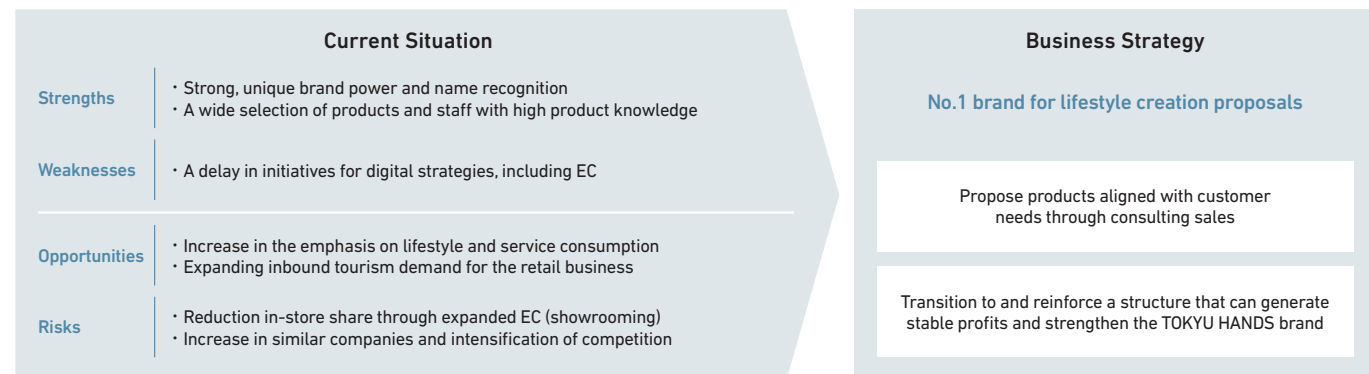 Current Situation
Strengths
・Strong, unique brand power and name recognition
・A wide selection of products and staff with high product knowledge
Weaknesses
・A delay in initiatives for digital strategies, including EC
Opportunities
・Increase in the emphasis on lifestyle and service consumption
・Expanding inbound tourism demand for the retail business
Risks
・Reduction in-store share through expanded EC (showrooming)
・Increase in similar companies and intensification of competition
Business Strategy
No.1 brand for lifestyle creation proposals
Propose products aligned with customer
needs through consulting sales
Transition to and reinforce a structure that can generate
stable profits and strengthen the TOKYU HANDS brand